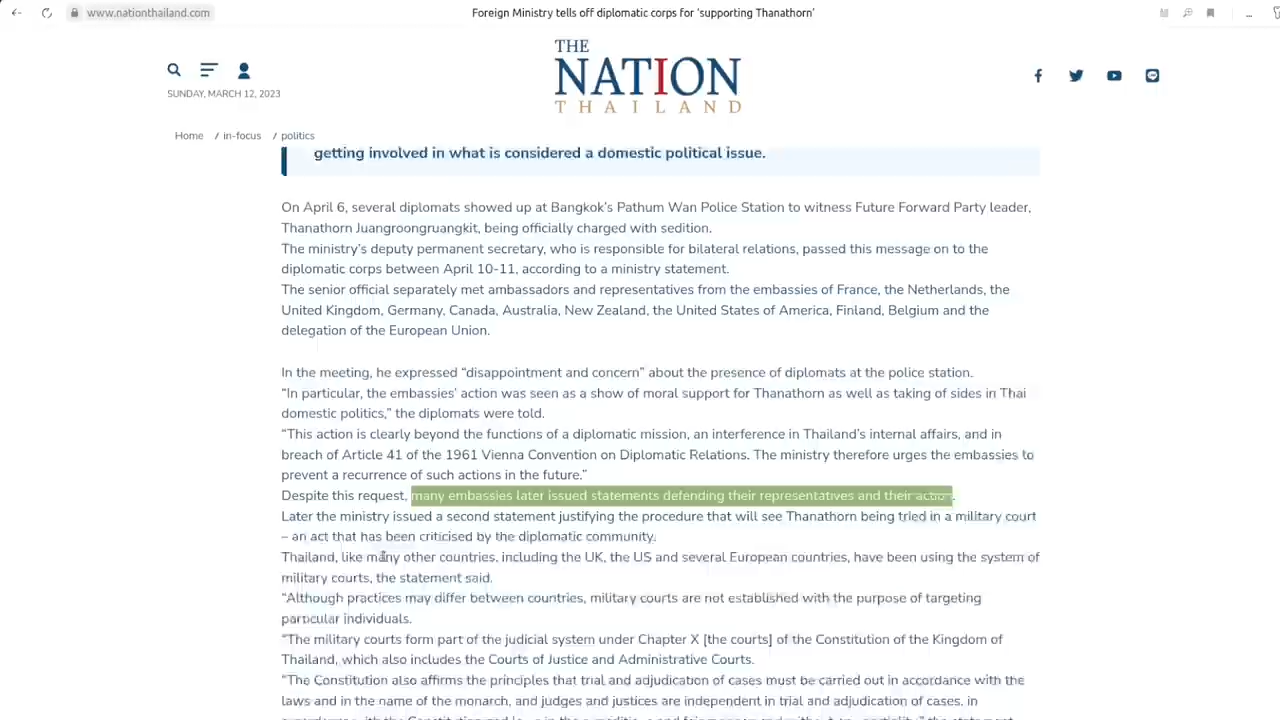 www.nationthailand.com
Foreign Ministry tells off diplomatic corps for 'supporting Thanathorn'
THE
NATION
THAILAND
SUNDAY, MARCH 12, 2023
Home / in-focus / politics
getting involved in what is considered a domestic political issue.
On April 6, several diplomats showed up at Bangkok's Pathum Wan Police Station to witness Future Forward Party leader,
Thanathorn Juangroongruangkit, being officially charged with sedition.
The ministry's deputy permanent secretary, who is responsible for bilateral relations, passed this message on to the
diplomatic corps between April 10-11, according to a ministry statement.
The senior official separately met ambassadors and representatives from the embassies of France, the Netherlands, the
United Kingdom, Germany, Canada, Australia, New Zealand, the United States of America, Finland, Belgium and the
delegation of the European Union.
In the meeting, he expressed “disappointment and concern” about the presence of diplomats at the police station.
“In particular, the embassies' action was seen as a show of moral support for Thanathorn as well as taking of sides in Thai
domestic politics,” the diplomats were told.
“This action is clearly beyond the functions of a diplomatic mission, an interference in Thailand's internal affairs, and in
breach of Article 41 of the 1961 Vienna Convention on Diplomatic Relations. The ministry therefore urges the embassies to
prevent a recurrence of such actions in the future.”
Despite this request, many embassies later issued statements defending their representatives and their action.
Later the ministry issued a second statement justifying the procedure that will see Thanathorn being tried in a military court
– an act that has been criticised by the diplomatic community.
Thailand, like many other countries, including the UK, the US and several European countries, have been using the system of
military courts, the statement said.
“Although practices may differ between countries, military courts are not established with the purpose of targeting
particular individuals.
“The military courts form part of the judicial system under Chapter X [the courts] of the Constitution of the Kingdom of
Thailand, which also includes the Courts of Justice and Administrative Courts.
“The Constitution also affirms the principles that trial and adjudication of cases must be carried out in accordance with the
laws and in the name of the monarch, and judges and justices are independent in trial and adjudication of cases, in